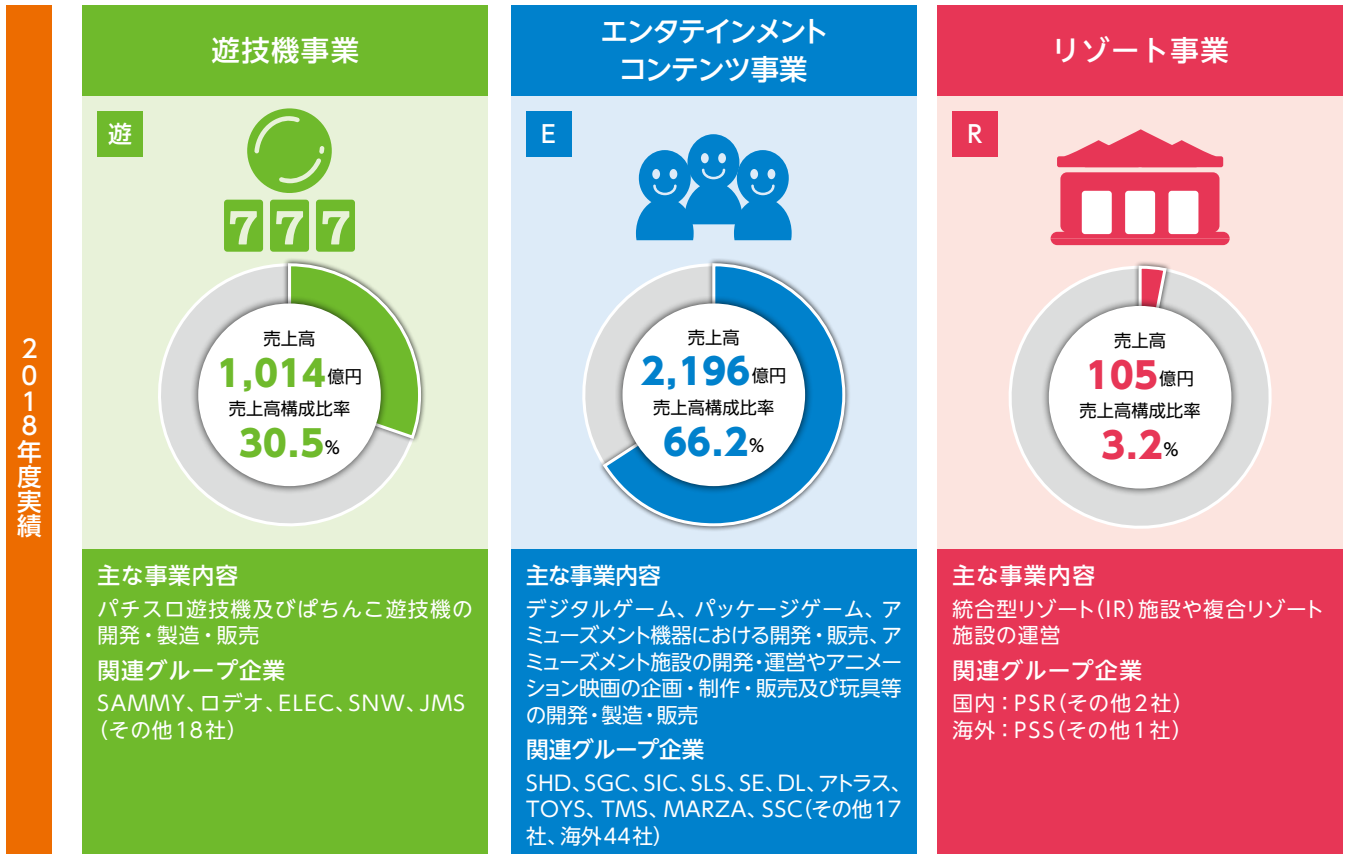 2018年度実績
遊技機事業
遊
777
売上高
1,014億円
売上高構成比率
30.5%
主な事業内容
パチスロ遊技機及びぱちんこ遊技機の
開発・製造・販売
関連グループ企業
SAMMY、ロデオ、ELEC、SNW、JMS
(その他18社)
エンタテインメント
コンテンツ事業
E
売上高
2,196億円
売上高構成比率
66.2%
主な事業内容
デジタルゲーム、パッケージゲーム、ア
ミューズメント機器における開発・販売、ア
ミューズメント施設の開発・運営やアニメー
ション映画の企画・制作・販売及び玩具等
の開発・製造・販売
関連グループ企業
SHD、SGC、SIC、SLS、SE、DL、アトラス、
TOYS、TMS、MARZA、SSC(その他17
社、海外44社)
リゾート事業
R
売上高
105億円
売上高構成比率
3.2%
主な事業内容
統合型リゾート(IR)施設や複合リゾート
施設の運営
関連グループ企業
国内：PSR(その他2社)
海外：PSS(その他1社)